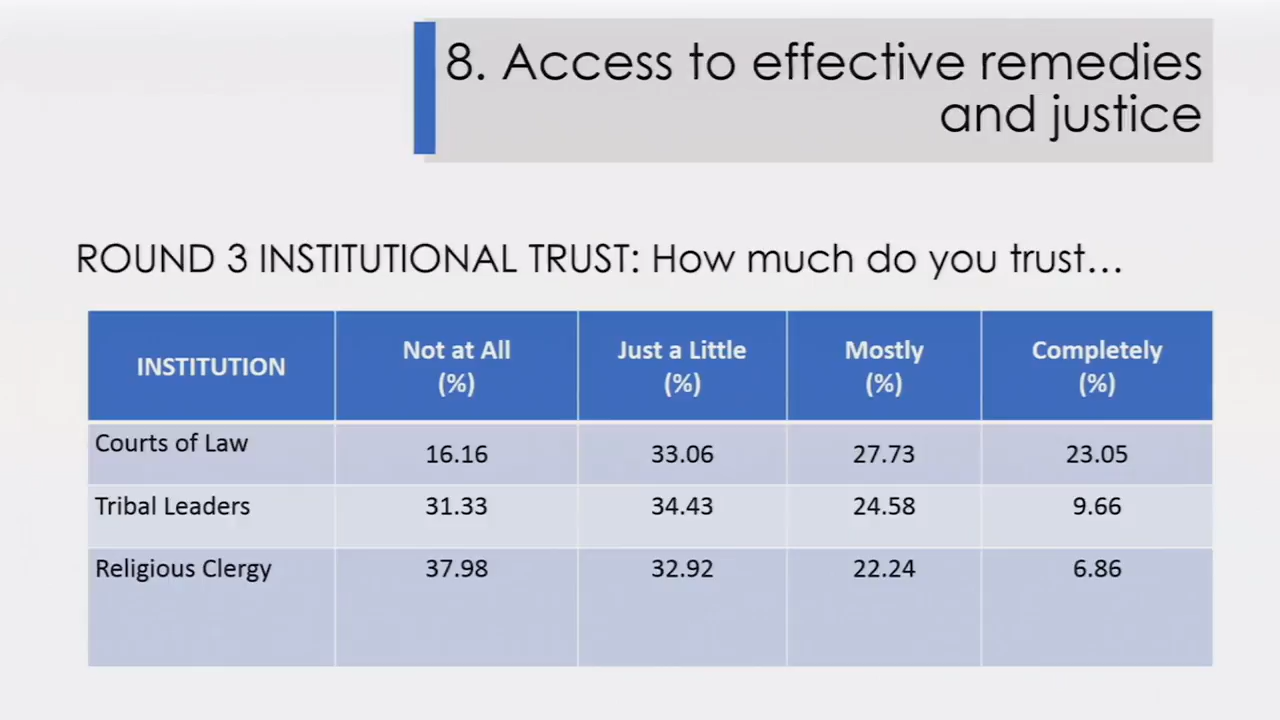 8. Access to effective remedies
and justice
ROUND 3 INSTITUTIONAL TRUST: How much do you trust…
INSTITUTION Not at All (%) Just a Little (%) Mostly (%) Completely (%)
Courts of Law 16.16 33.06 27.73 23.05
Tribal Leaders 31.33 34.43 24.58 9.66
Religious Clergy 37.98 32.92 22.24 6.86